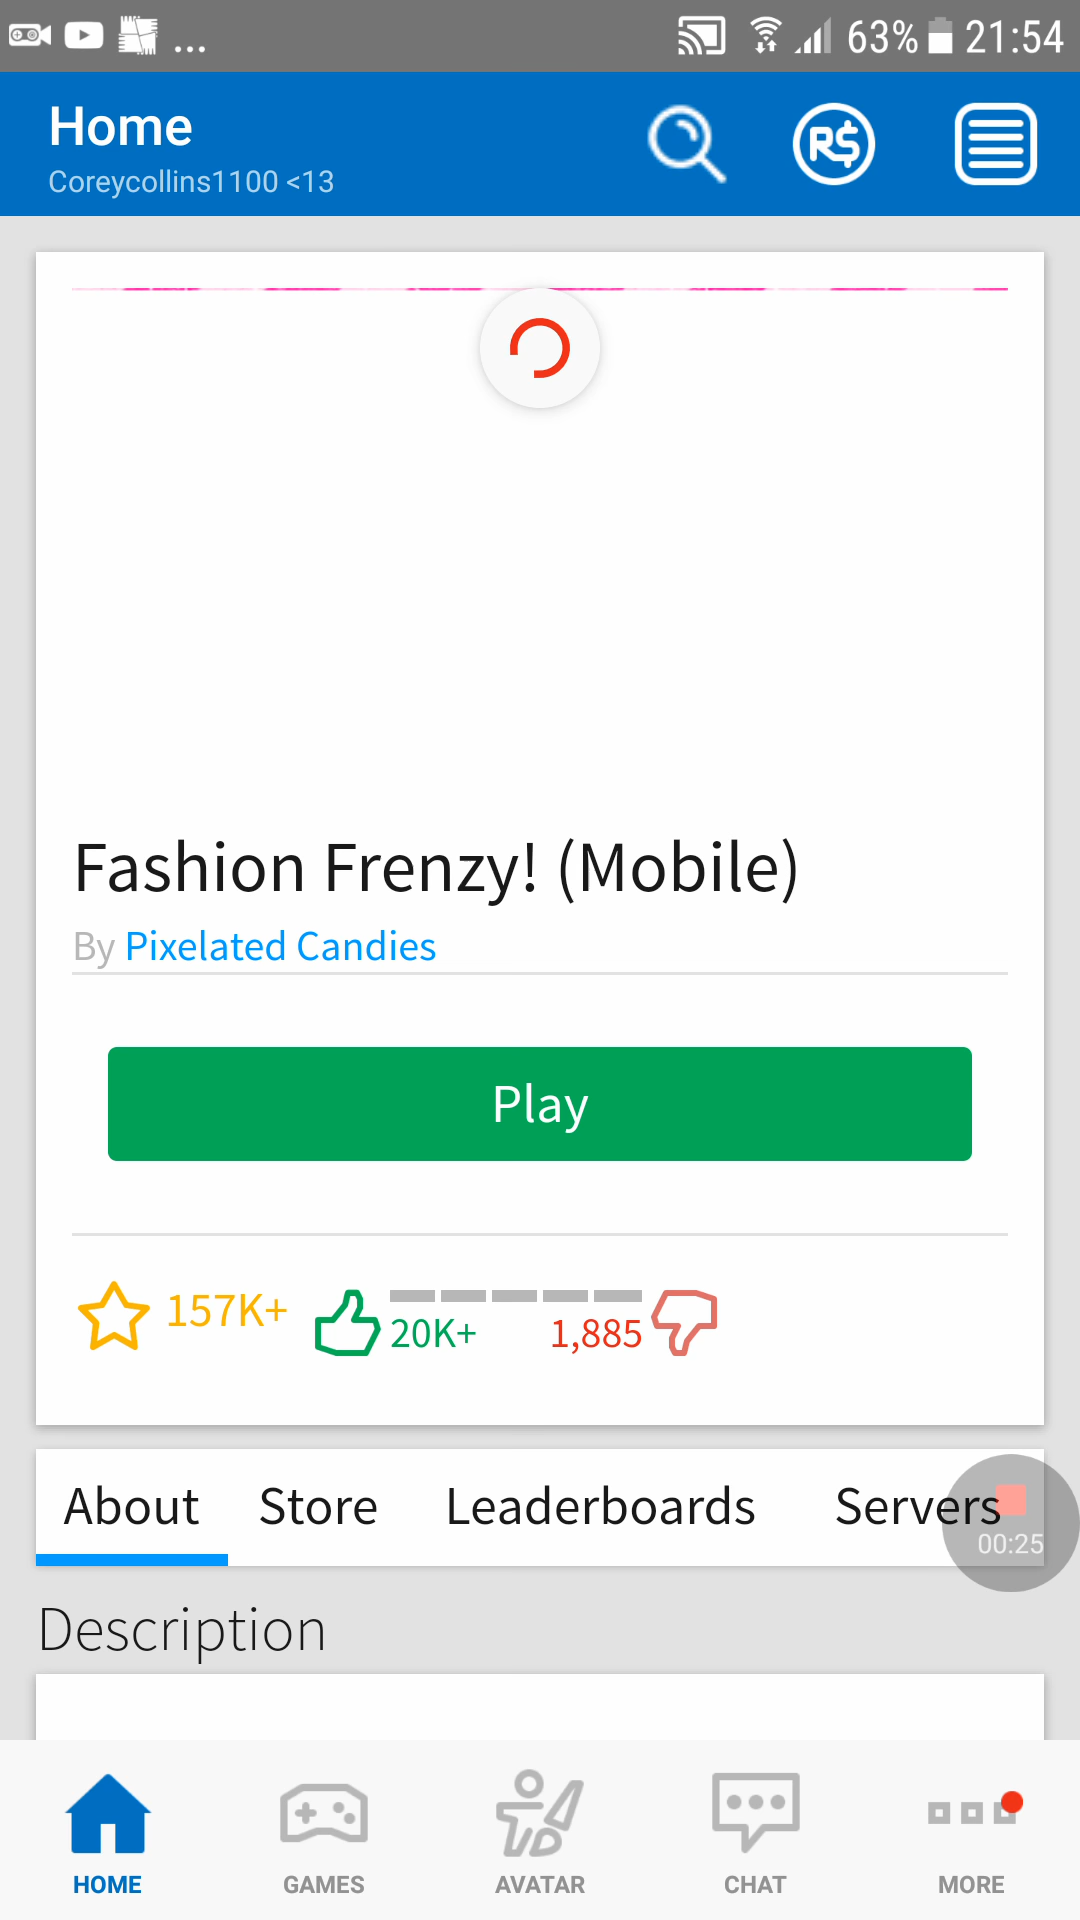 ... 63% 21:54
Home
Coreycollins1100 <13
R$
Fashion Frenzy! (Mobile)
By Pixelated Candies
Play
157K+
20K+ 1,885
About Store Leaderboards Servers
00:25
Description
HOME GAMES AVATAR CHAT MORE